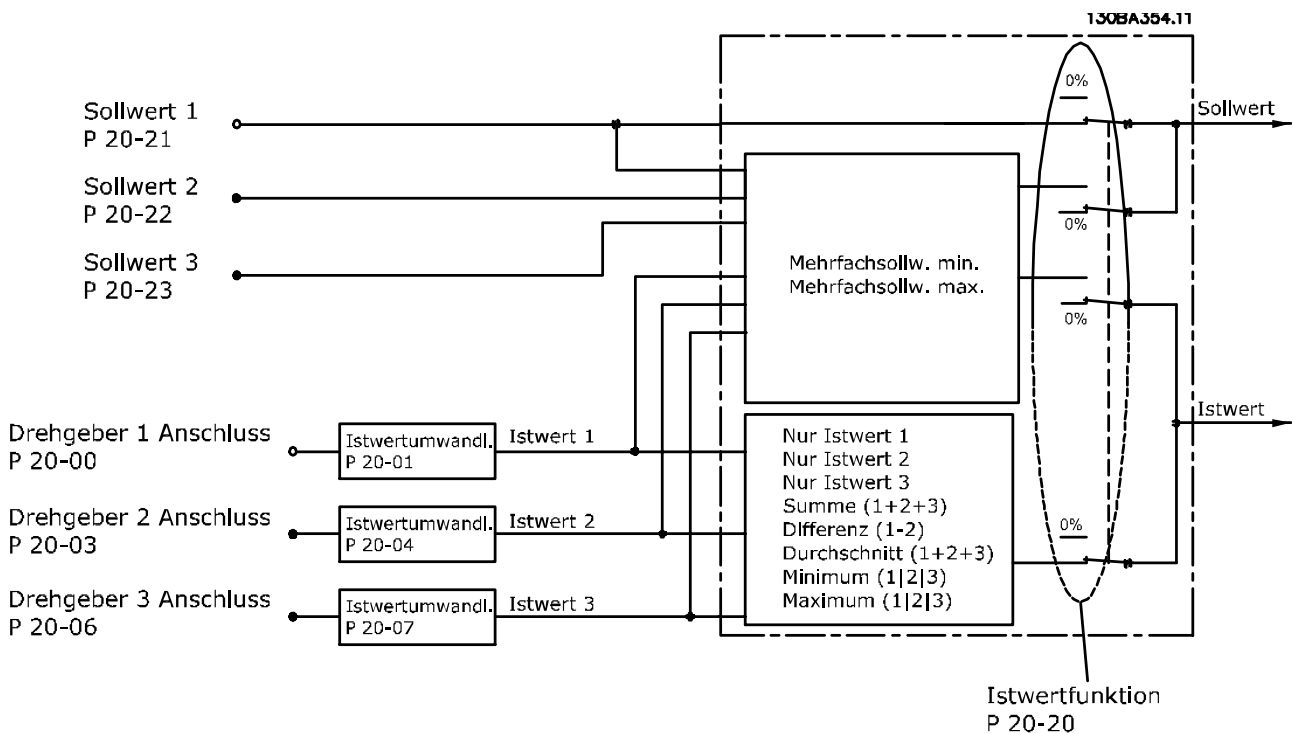 130BA354.11
0%
Sollwert 1
P 20-21
Sollwert
Sollwert 2
P 20-22
0%
Sollwert 3
P 20-23
Mehrfachsollw. min.
Mehrfachsollw. max.
0%
Istwert
Drehgeber 1 Anschluss
P 20-00
Istwertumwandl.
P 20-01
Istwert 1
Drehgeber 2 Anschluss
P 20-03
Istwertumwandl.
P 20-04
Istwert 2
Drehgeber 3 Anschluss
P 20-06
Istwertumwandl.
P 20-07
Istwert 3
Nur Istwert 1
Nur Istwert 2
Nur Istwert 3
Summe (1+2+3)
Differenz (1-2)
Durchschnitt (1+2+3)
Minimum (1|2|3)
Maximum (1|2|3)
0%
Istwertfunktion
P 20-20